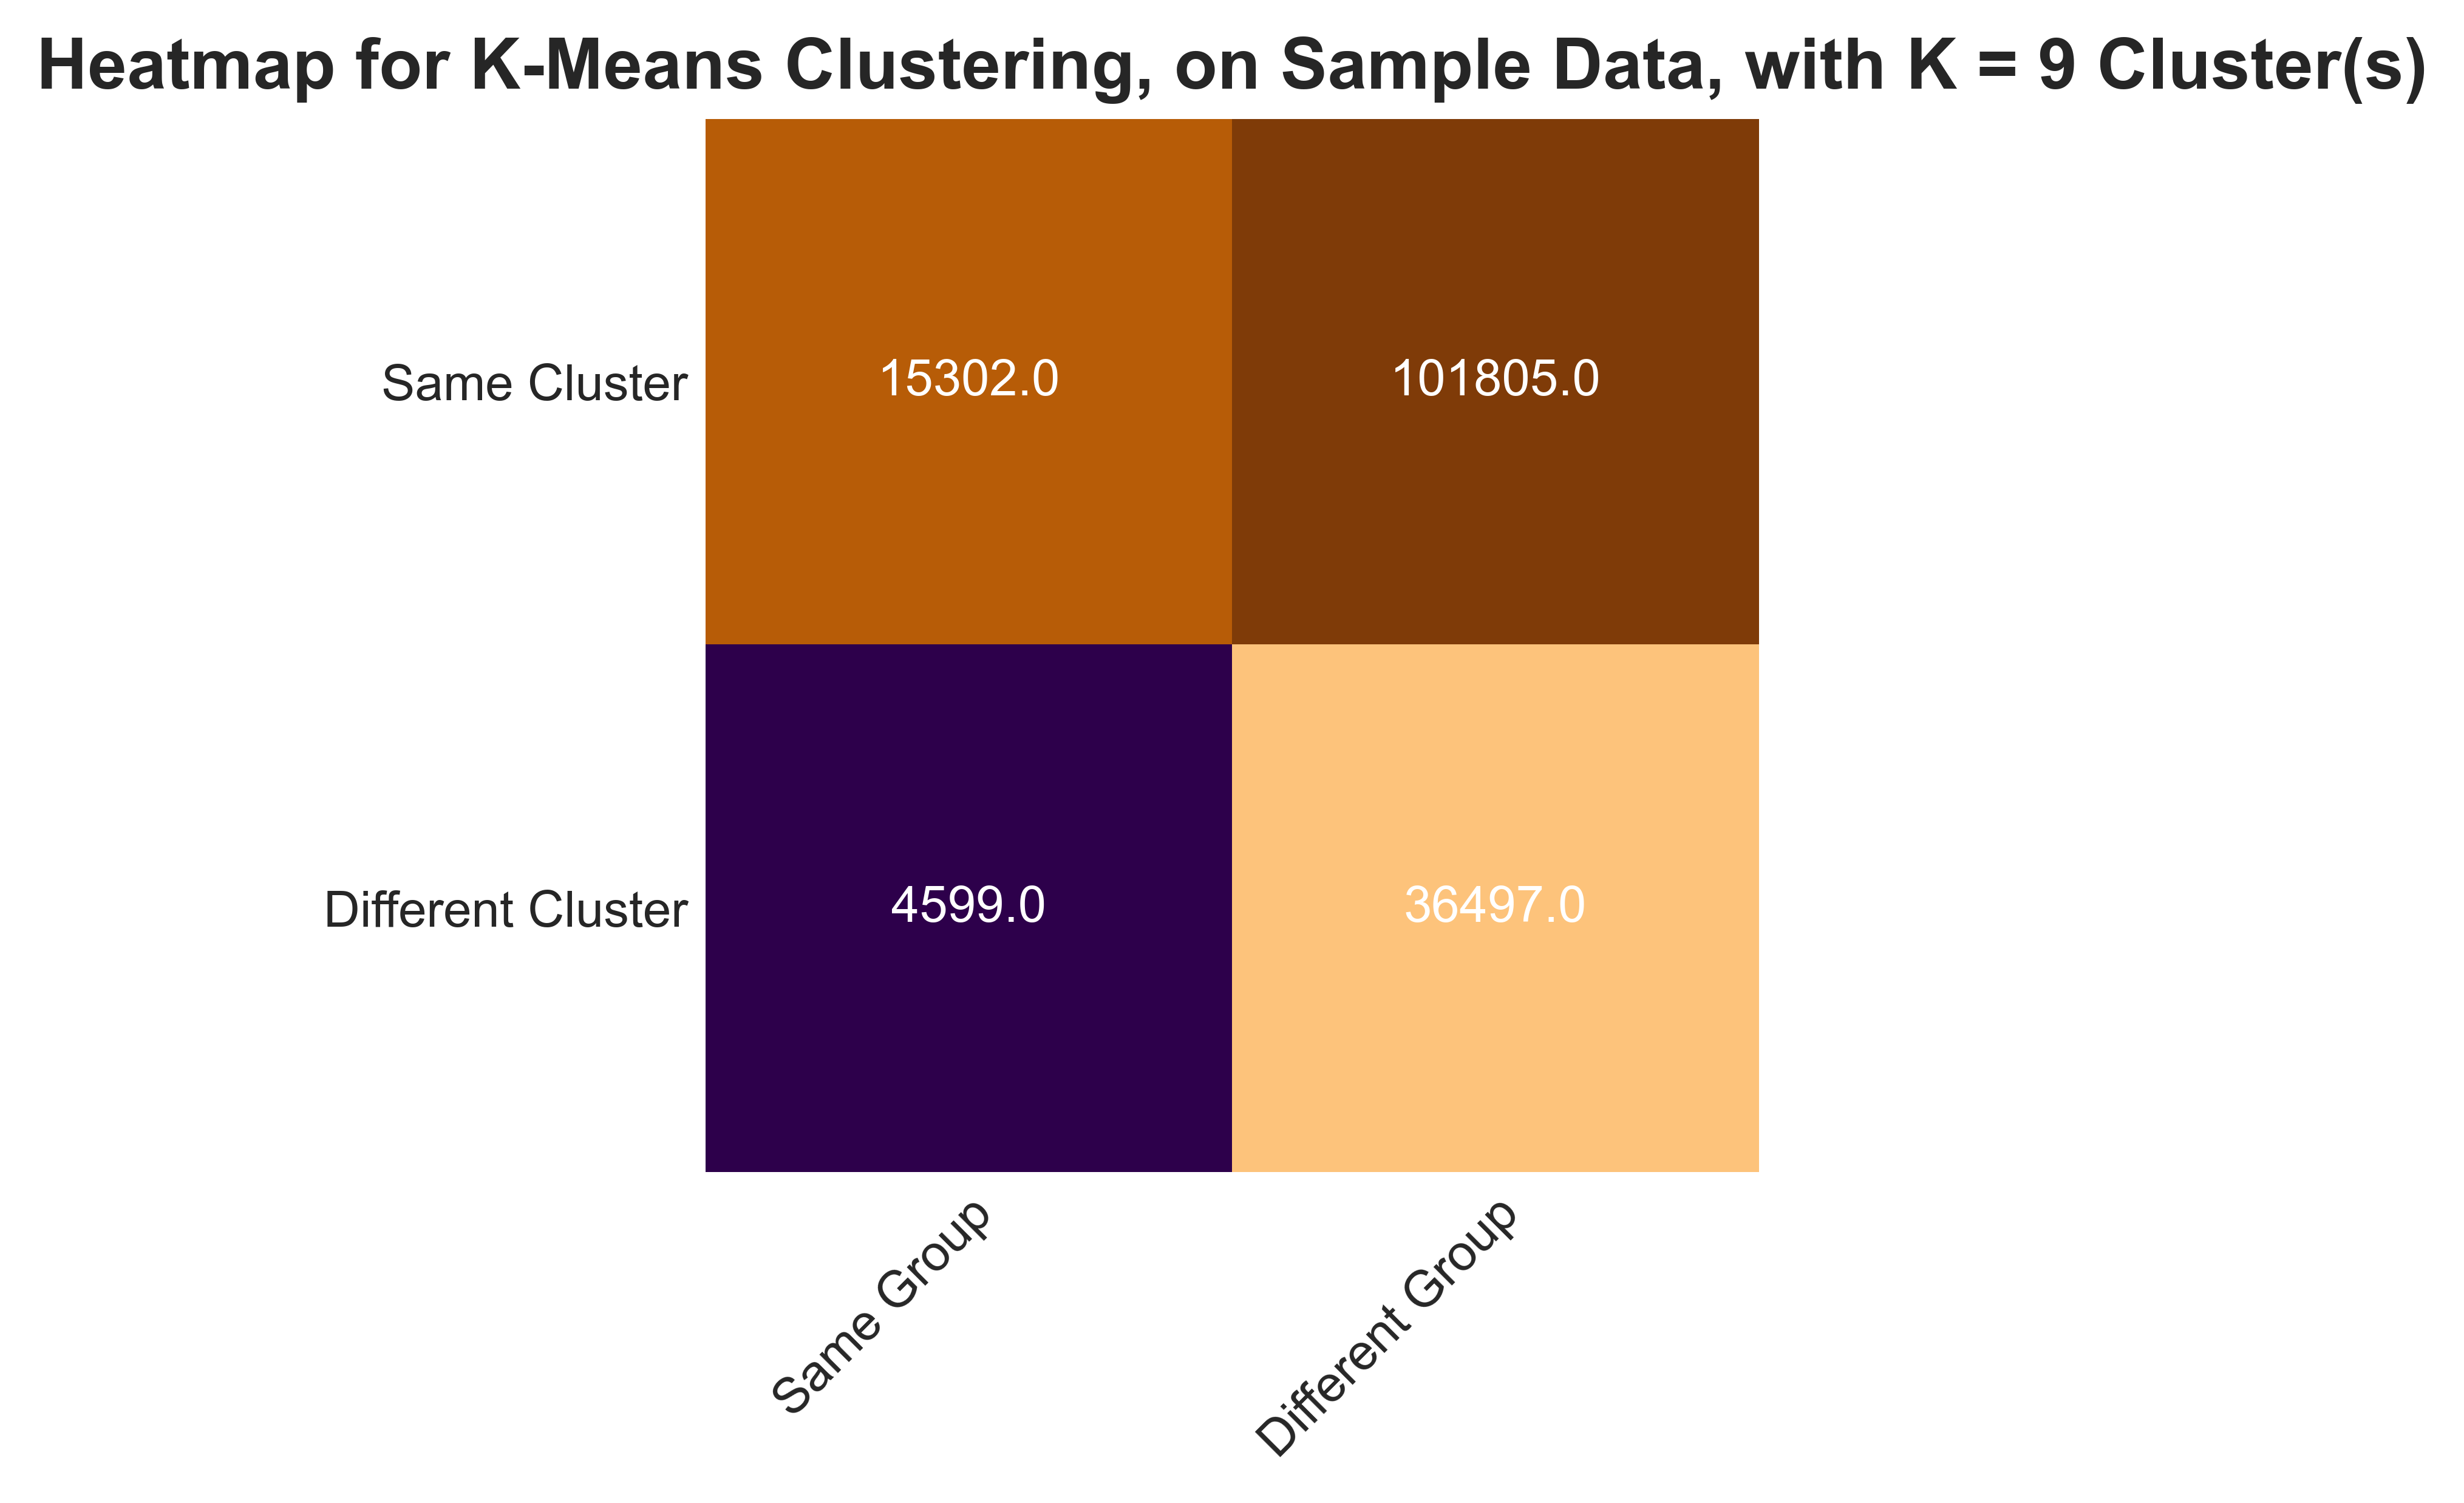 Heatmap for K-Means Clustering, on Sample Data, with K = 9 Cluster(s)
Same Cluster
15302.0
101805.0
Different Cluster
4599.0
36497.0
Same Group
Different Group